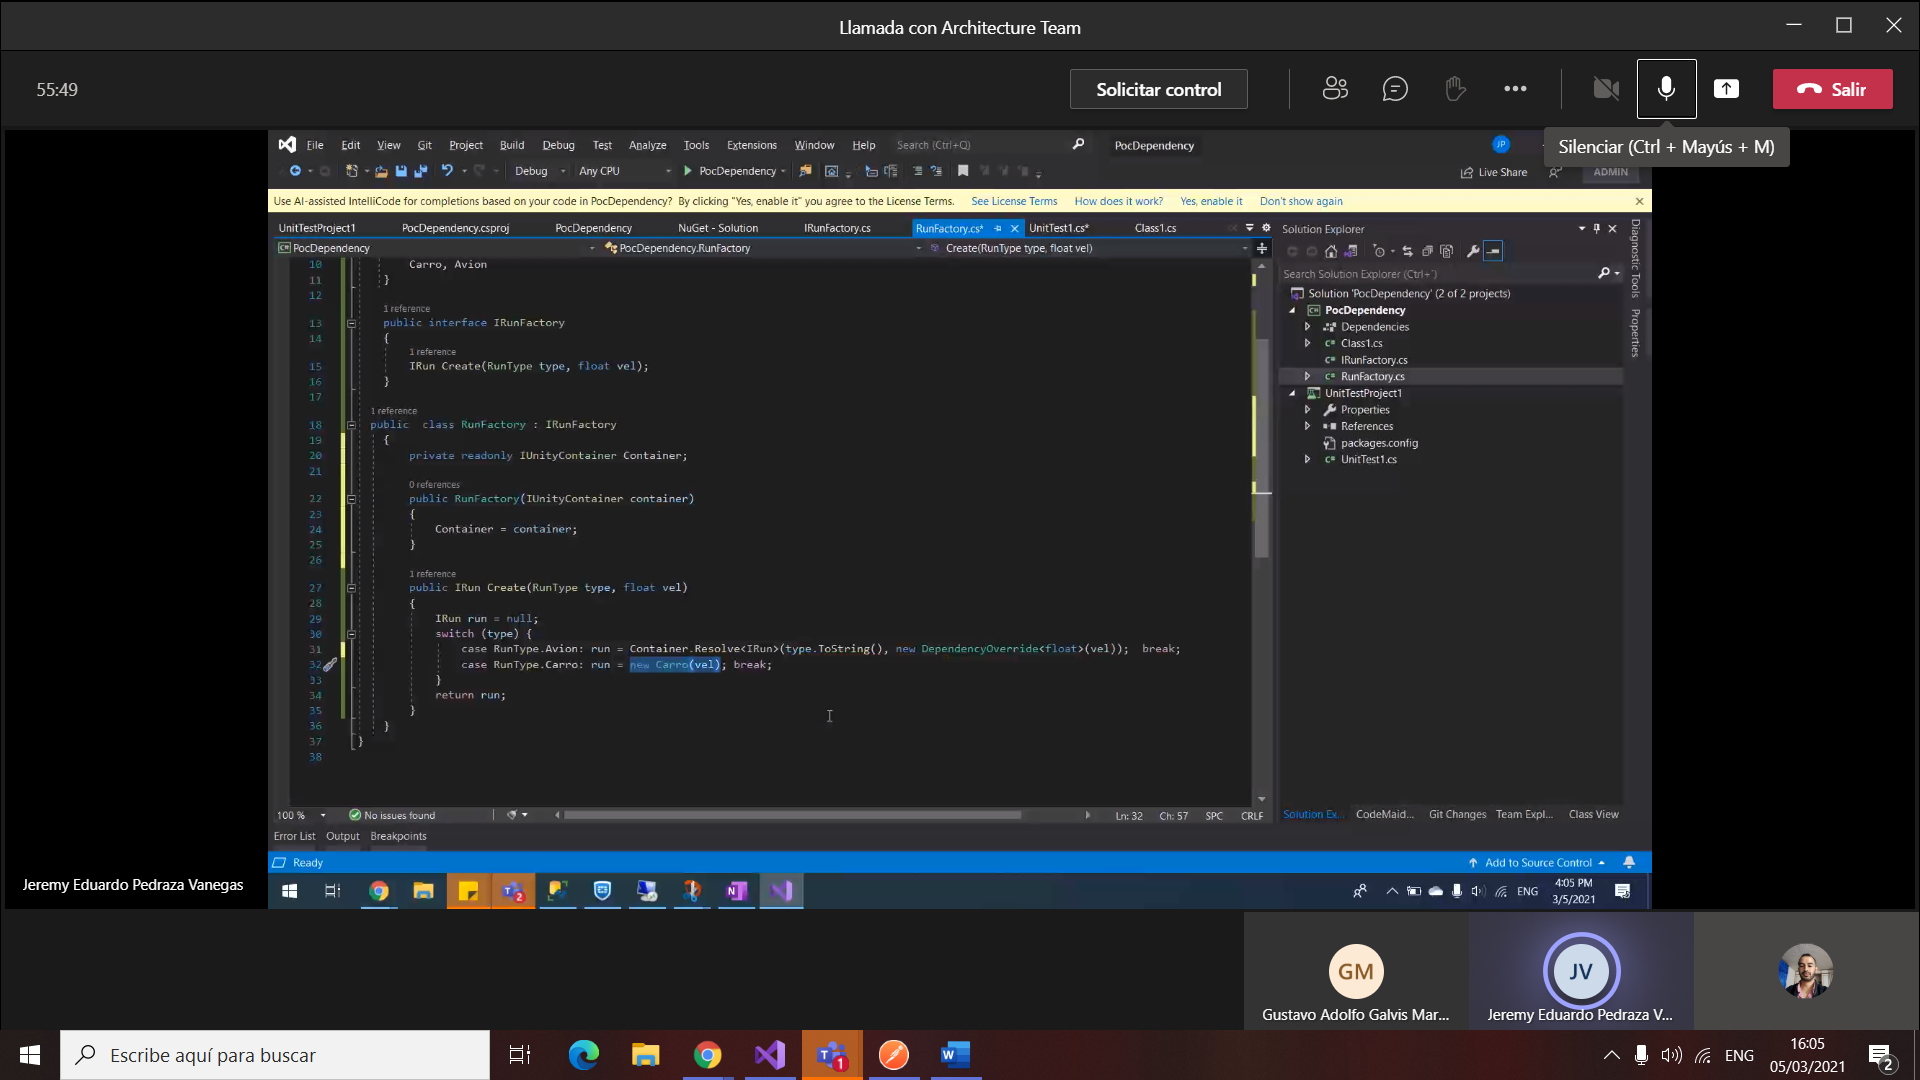 Llamada con Architecture Team
55:49
Solicitar control
Salir
Silenciar (Ctrl + Mayús + M)
File Edit View Git Project Build Debug Test Analyze Tools Extensions Window Help Search (Ctrl+Q) PocDependency JP
Debug Any CPU PocDependency Live Share ADMIN
Use AI-assisted IntelliCode for completions based on your code in PocDependency? By clicking "Yes, enable it" you agree to the License Terms. See License Terms How does it work? Yes, enable it Don't show again
UnitTestProject1 PocDependency.csproj PocDependency NuGet - Solution IRunFactory.cs RunFactory.cs* UnitTest1.cs* Class1.cs
PocDependency PocDependency.RunFactory Create(RunType type, float vel)
10 Carro, Avion
11 }
12
1 reference
13 public interface IRunFactory
14 {
1 reference
15 IRun Create(RunType type, float vel);
16 }
17
1 reference
18 public class RunFactory : IRunFactory
19 {
20 private readonly IUnityContainer Container;
21
0 references
22 public RunFactory(IUnityContainer container)
23 {
24 Container = container;
25 }
26
1 reference
27 public IRun Create(RunType type, float vel)
28 {
29 IRun run = null;
30 switch (type) {
31 case RunType.Avion: run = Container.Resolve<IRun>(type.ToString(), new DependencyOverride<float>(vel)); break;
32 case RunType.Carro: run = new Carro(vel); break;
33 }
34 return run;
35 }
36 }
37 }
38
100 % No issues found Ln: 32 Ch: 57 SPC CRLF
Error List Output Breakpoints
Solution Explorer
Search Solution Explorer (Ctrl+´)
Solution 'PocDependency' (2 of 2 projects)
PocDependency
Dependencies
Class1.cs
IRunFactory.cs
RunFactory.cs
UnitTestProject1
Properties
References
packages.config
UnitTest1.cs
Solution Ex... CodeMaid... Git Changes Team Expl... Class View
Diagnostic Tools
Properties
Ready Add to Source Control
2
ENG
4:05 PM
3/5/2021
Jeremy Eduardo Pedraza Vanegas
GM
Gustavo Adolfo Galvis Mar...
JV
Jeremy Eduardo Pedraza V...
Escribe aquí para buscar
1
ENG
16:05
05/03/2021
2